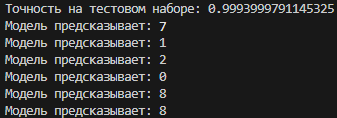 Точность на тестовом наборе: 0.9993999791145325
Модель предсказывает: 7
Модель предсказывает: 1
Модель предсказывает: 2
Модель предсказывает: 0
Модель предсказывает: 8
Модель предсказывает: 8